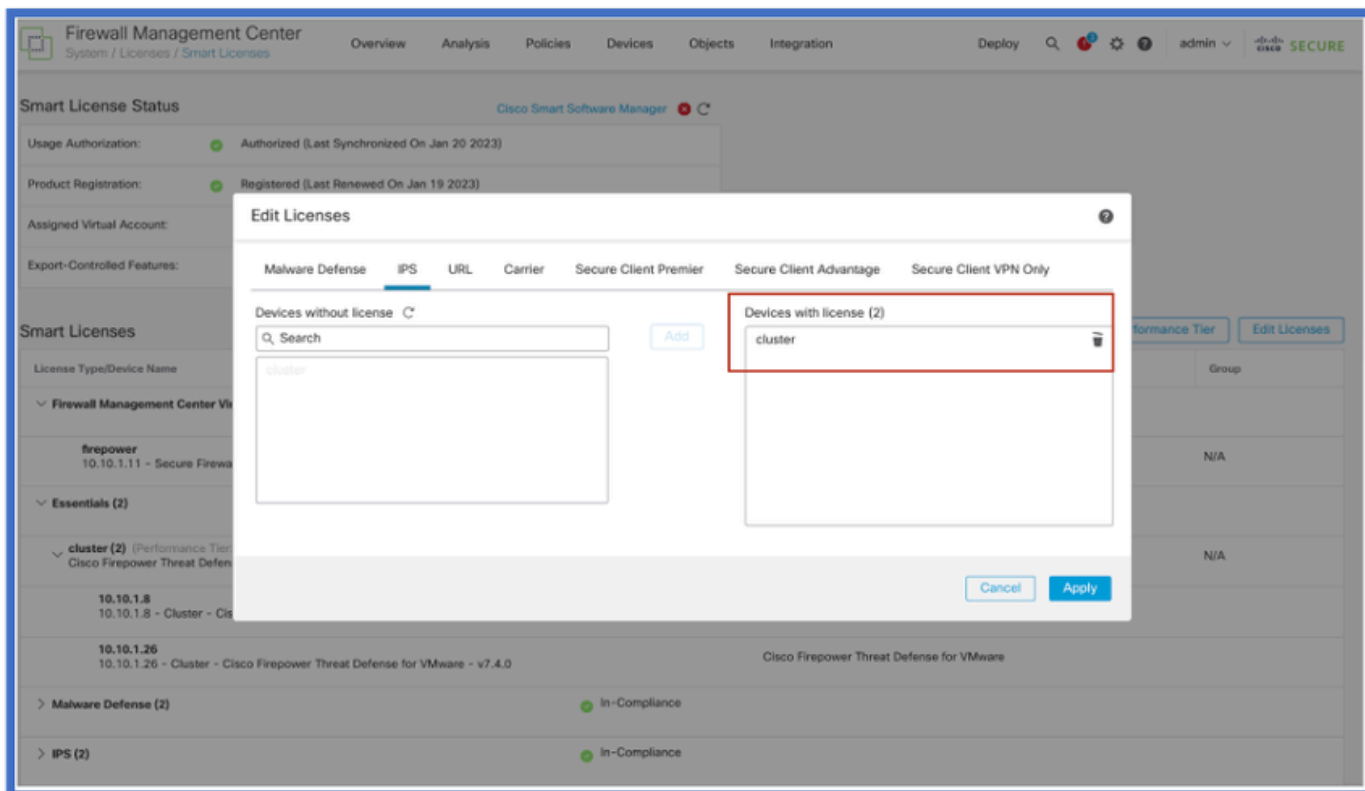 Firewall Management Center
System / Licenses / Smart Licenses
Overview Analysis Policies Devices Objects Integration Deploy admin cisco SECURE
Smart License Status
Cisco Smart Software Manager
Usage Authorization: Authorized (Last Synchronized On Jan 20 2023)
Product Registration: Registered (Last Renewed On Jan 19 2023)
Assigned Virtual Account:
Export-Controlled Features:
Edit Licenses
Malware Defense IPS URL Carrier Secure Client Premier Secure Client Advantage Secure Client VPN Only
Devices without license
Search
cluster
Add
Devices with license (2)
cluster
Cancel Apply
Smart Licenses
formance Tier Edit Licenses
License Type/Device Name Group
Firewall Management Center Vi
firepower
10.10.1.11 - Secure Firewa
N/A
Essentials (2)
cluster (2) (Performance Tier:
Cisco Firepower Threat Defen
N/A
10.10.1.8
10.10.1.8 - Cluster - Cis
10.10.1.26
10.10.1.26 - Cluster - Cisco Firepower Threat Defense for VMware - v7.4.0
Cisco Firepower Threat Defense for VMware
Malware Defense (2) In-Compliance
IPS (2) In-Compliance